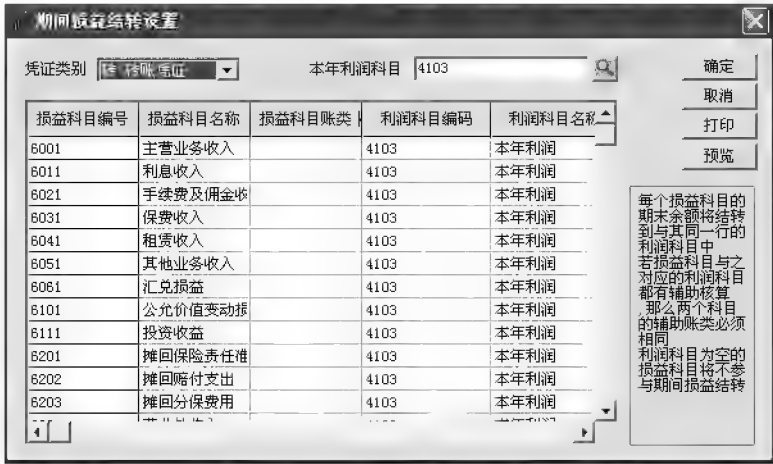 期间损益结转设置
凭证类别 转 转账凭证 本年利润科目 4103
确定
取消
打印
预览
损益科目编号 损益科目名称 损益科目账类 利润科目编码 利润科目名称
6001 主营业务收入 4103 本年利润
6011 利息收入 4103 本年利润
6021 手续费及佣金收 4103 本年利润
6031 保费收入 4103 本年利润
6041 租赁收入 4103 本年利润
6051 其他业务收入 4103 本年利润
6061 汇兑损益 4103 本年利润
6101 公允价值变动损 4103 本年利润
6111 投资收益 4103 本年利润
6201 摊回保险责任准 4103 本年利润
6202 摊回赔付支出 4103 本年利润
6203 摊回分保费用 4103 本年利润
每个损益科目的
期末余额将结转
到与其同一行的
利润科目中
若损益科目与之
对应的利润科目
都有辅助核算
,那么两个科目
的辅助账类必须
相同
利润科目为空的
损益科目将不参
与期间损益结转